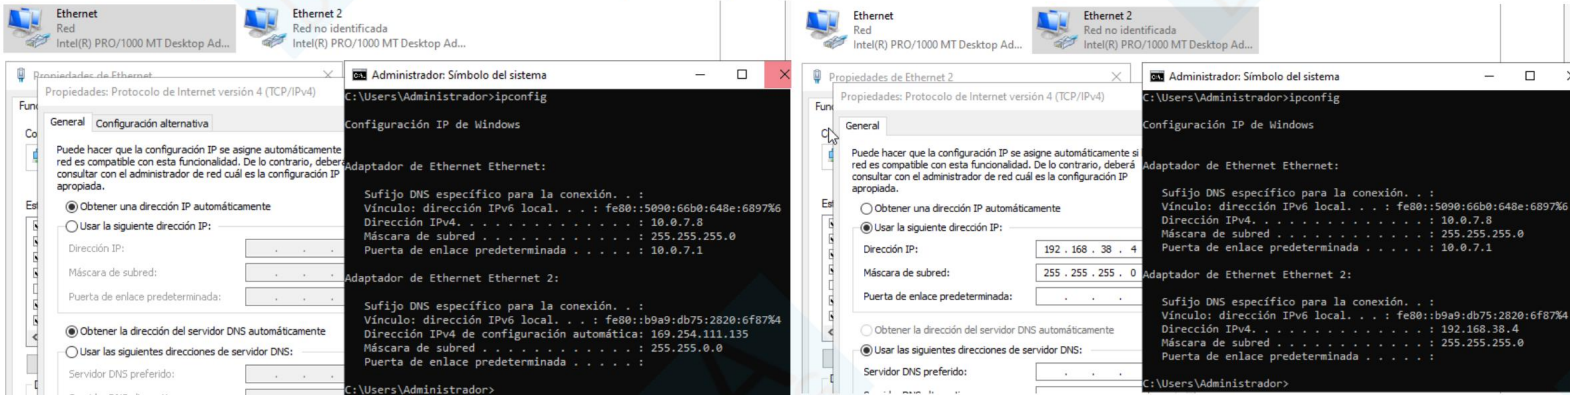 Ethernet
Red
Intel(R) PRO/1000 MT Desktop Ad...
Ethernet 2
Red no identificada
Intel(R) PRO/1000 MT Desktop Ad...
Propiedades de Ethernet
Propiedades: Protocolo de Internet versión 4 (TCP/IPv4)
General Configuración alternativa
Puede hacer que la configuración IP se asigne automáticamente
red es compatible con esta funcionalidad. De lo contrario, deberá
consultar con el administrador de red cuál es la configuración IP
apropiada.
Obtener una dirección IP automáticamente
Usar la siguiente dirección IP:
Dirección IP:
Máscara de subred:
Puerta de enlace predeterminada:
Obtener la dirección del servidor DNS automáticamente
Usar las siguientes direcciones de servidor DNS:
Servidor DNS preferido:
Administrador: Símbolo del sistema
C:\Users\Administrador>ipconfig
Configuración IP de Windows
Adaptador de Ethernet Ethernet:
Sufijo DNS específico para la conexión. . :
Vínculo: dirección IPv6 local. . . : fe80::5090:66b0:648e:6897%6
Dirección IPv4. . . . . . . . . . . . . . : 10.0.7.8
Máscara de subred . . . . . . . . . . . . : 255.255.255.0
Puerta de enlace predeterminada . . . . . : 10.0.7.1
Adaptador de Ethernet Ethernet 2:
Sufijo DNS específico para la conexión. . :
Vínculo: dirección IPv6 local. . . : fe80::b9a9:db75:2820:6f87%4
Dirección IPv4 de configuración automática: 169.254.111.135
Máscara de subred . . . . . . . . . . . . : 255.255.0.0
Puerta de enlace predeterminada . . . . . :
C:\Users\Administrador>
Ethernet
Red
Intel(R) PRO/1000 MT Desktop Ad...
Ethernet 2
Red no identificada
Intel(R) PRO/1000 MT Desktop Ad...
Propiedades de Ethernet 2
Propiedades: Protocolo de Internet versión 4 (TCP/IPv4)
General
Puede hacer que la configuración IP se asigne automáticamente si
red es compatible con esta funcionalidad. De lo contrario, deberá
consultar con el administrador de red cuál es la configuración IP
apropiada.
Obtener una dirección IP automáticamente
Usar la siguiente dirección IP:
Dirección IP: 192 . 168 . 38 . 4
Máscara de subred: 255 . 255 . 255 . 0
Puerta de enlace predeterminada:
Obtener la dirección del servidor DNS automáticamente
Usar las siguientes direcciones de servidor DNS:
Servidor DNS preferido:
Administrador: Símbolo del sistema
C:\Users\Administrador>ipconfig
Configuración IP de Windows
Adaptador de Ethernet Ethernet:
Sufijo DNS específico para la conexión. . :
Vínculo: dirección IPv6 local. . . : fe80::5090:66b0:648e:6897%6
Dirección IPv4. . . . . . . . . . . . . . : 10.0.7.8
Máscara de subred . . . . . . . . . . . . : 255.255.255.0
Puerta de enlace predeterminada . . . . . : 10.0.7.1
Adaptador de Ethernet Ethernet 2:
Sufijo DNS específico para la conexión. . :
Vínculo: dirección IPv6 local. . . : fe80::b9a9:db75:2820:6f87%4
Dirección IPv4. . . . . . . . . . . . . . : 192.168.38.4
Máscara de subred . . . . . . . . . . . . : 255.255.255.0
Puerta de enlace predeterminada . . . . . :
C:\Users\Administrador>